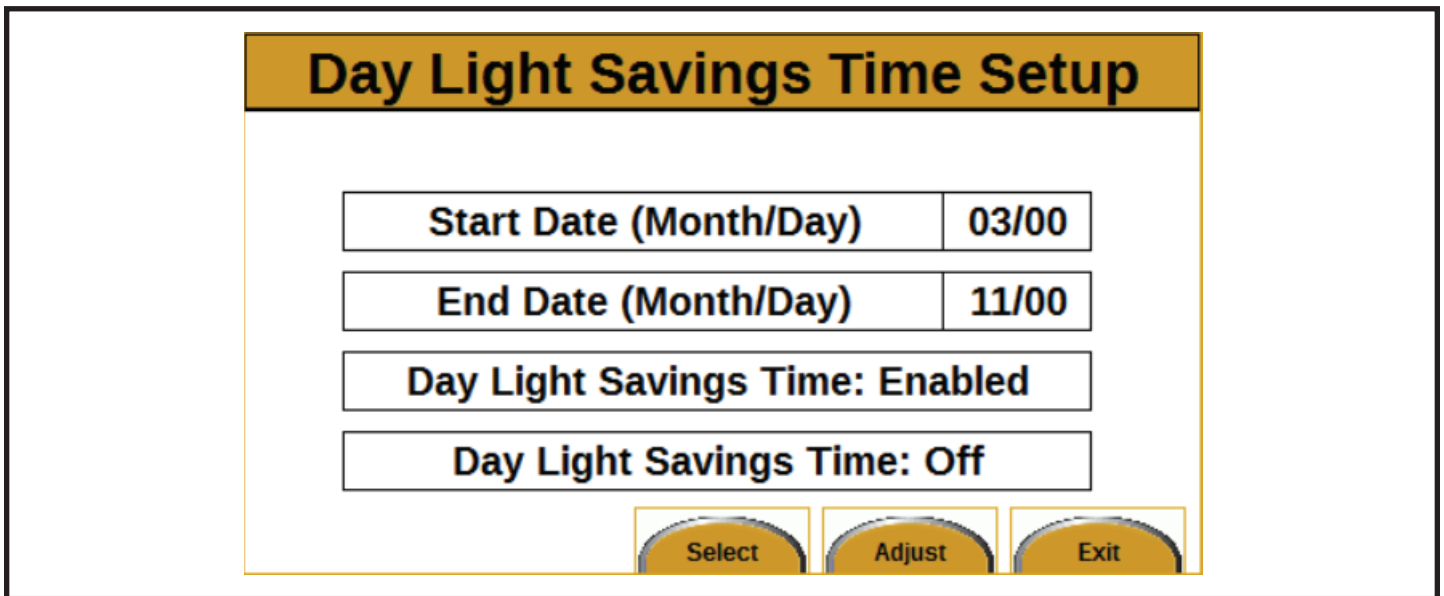 Day Light Savings Time Setup
Start Date (Month/Day) 03/00
End Date (Month/Day) 11/00
Day Light Savings Time: Enabled
Day Light Savings Time: Off
Select Adjust Exit